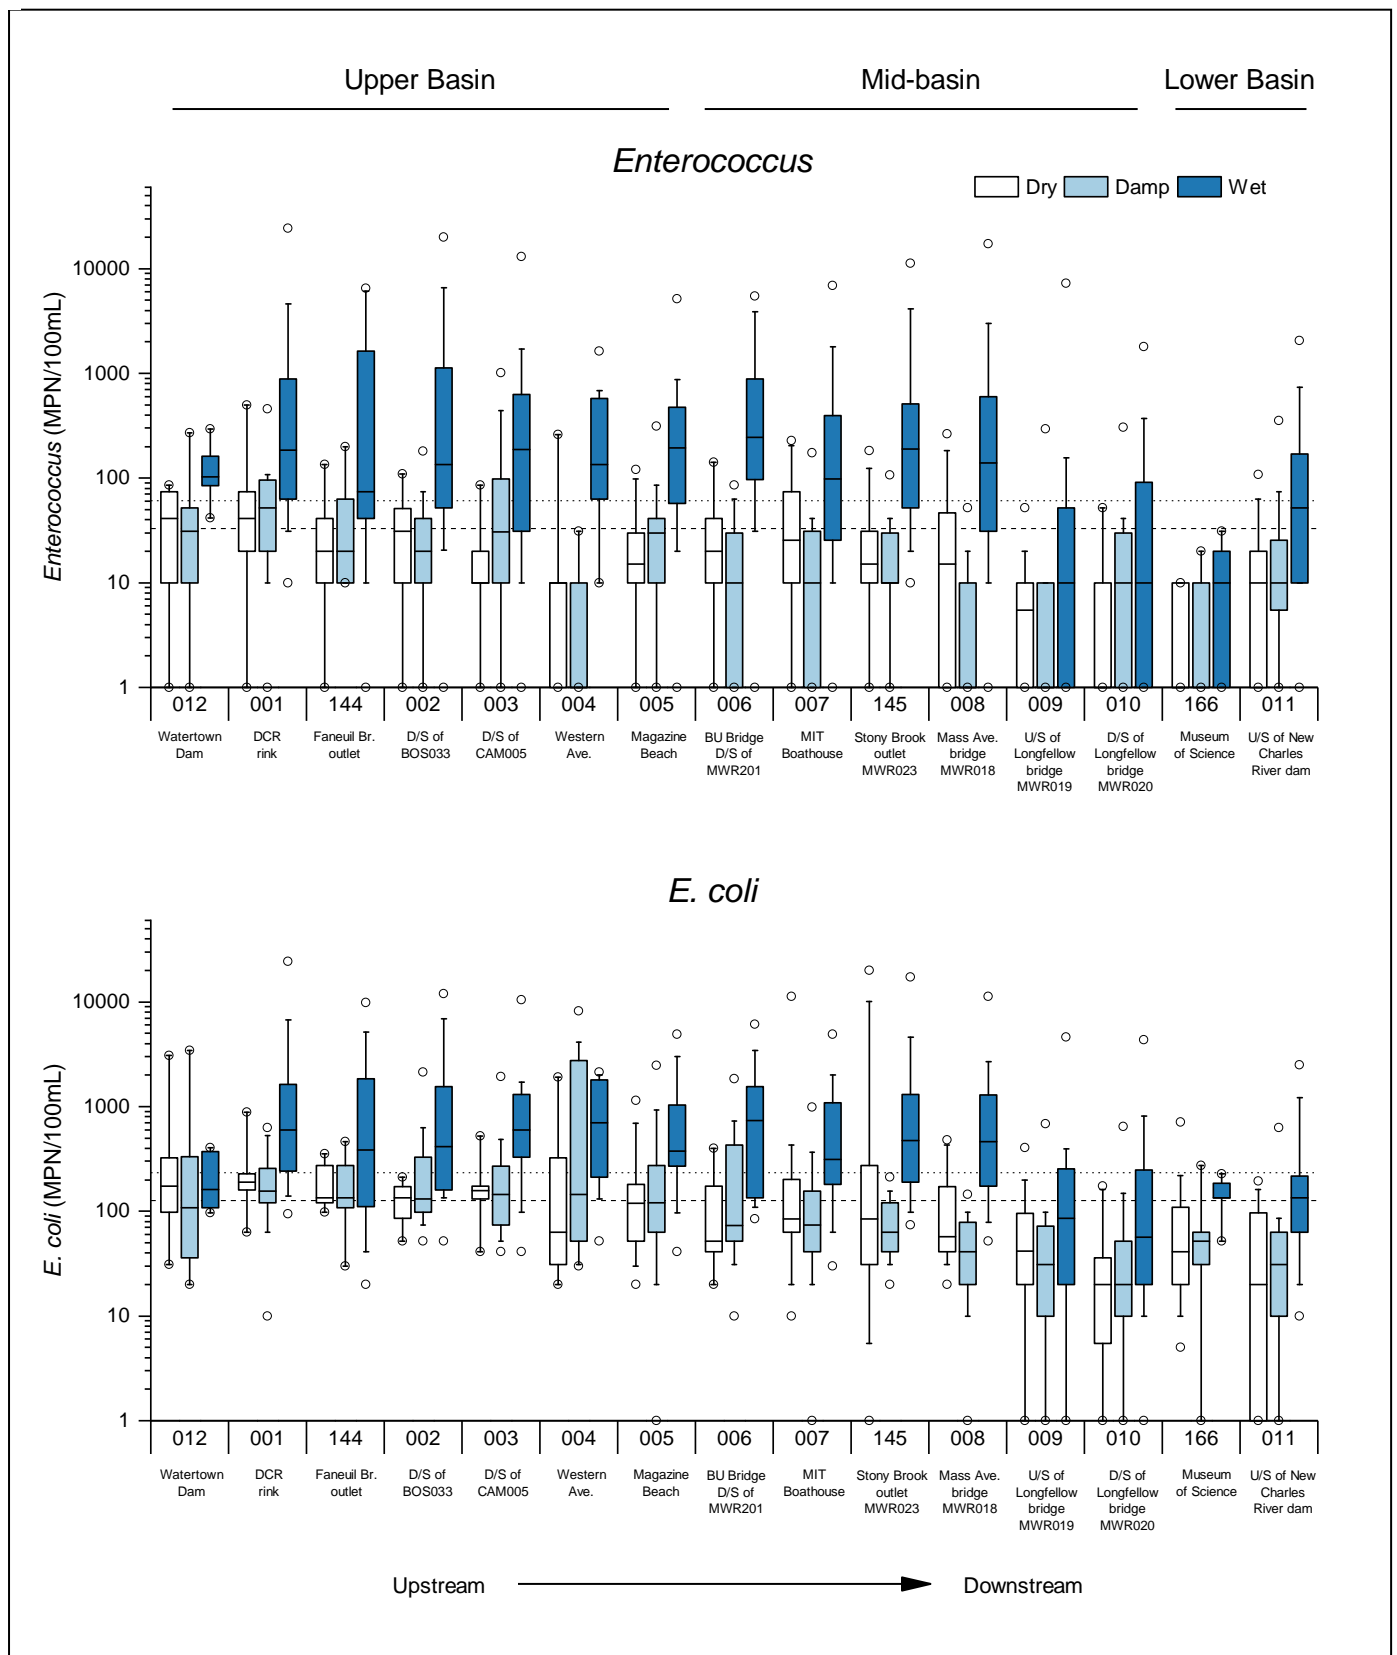 Upper Basin Mid-basin Lower Basin
Enterococcus
Dry Damp Wet
Enterococcus (MPN/100mL)
10000
1000
100
10
1
012 001 144 002 003 004 005 006 007 145 008 009 010 166 011
Watertown DCR Faneuil Br. D/S of D/S of Western Magazine BU Bridge MIT Stony Brook Mass Ave. U/S of D/S of Museum U/S of New
Dam rink outlet BOS033 CAM005 Ave. Beach D/S of Boathouse outlet bridge Longfellow Longfellow of Science Charles
MWR201 MWR023 MWR018 bridge bridge River dam
MWR019 MWR020
E. coli
E. coli (MPN/100mL)
10000
1000
100
10
1
012 001 144 002 003 004 005 006 007 145 008 009 010 166 011
Watertown DCR Faneuil Br. D/S of D/S of Western Magazine BU Bridge MIT Stony Brook Mass Ave. U/S of D/S of Museum U/S of New
Dam rink outlet BOS033 CAM005 Ave. Beach D/S of Boathouse outlet bridge Longfellow Longfellow of Science Charles
MWR201 MWR023 MWR018 bridge bridge River dam
MWR019 MWR020
Upstream Downstream